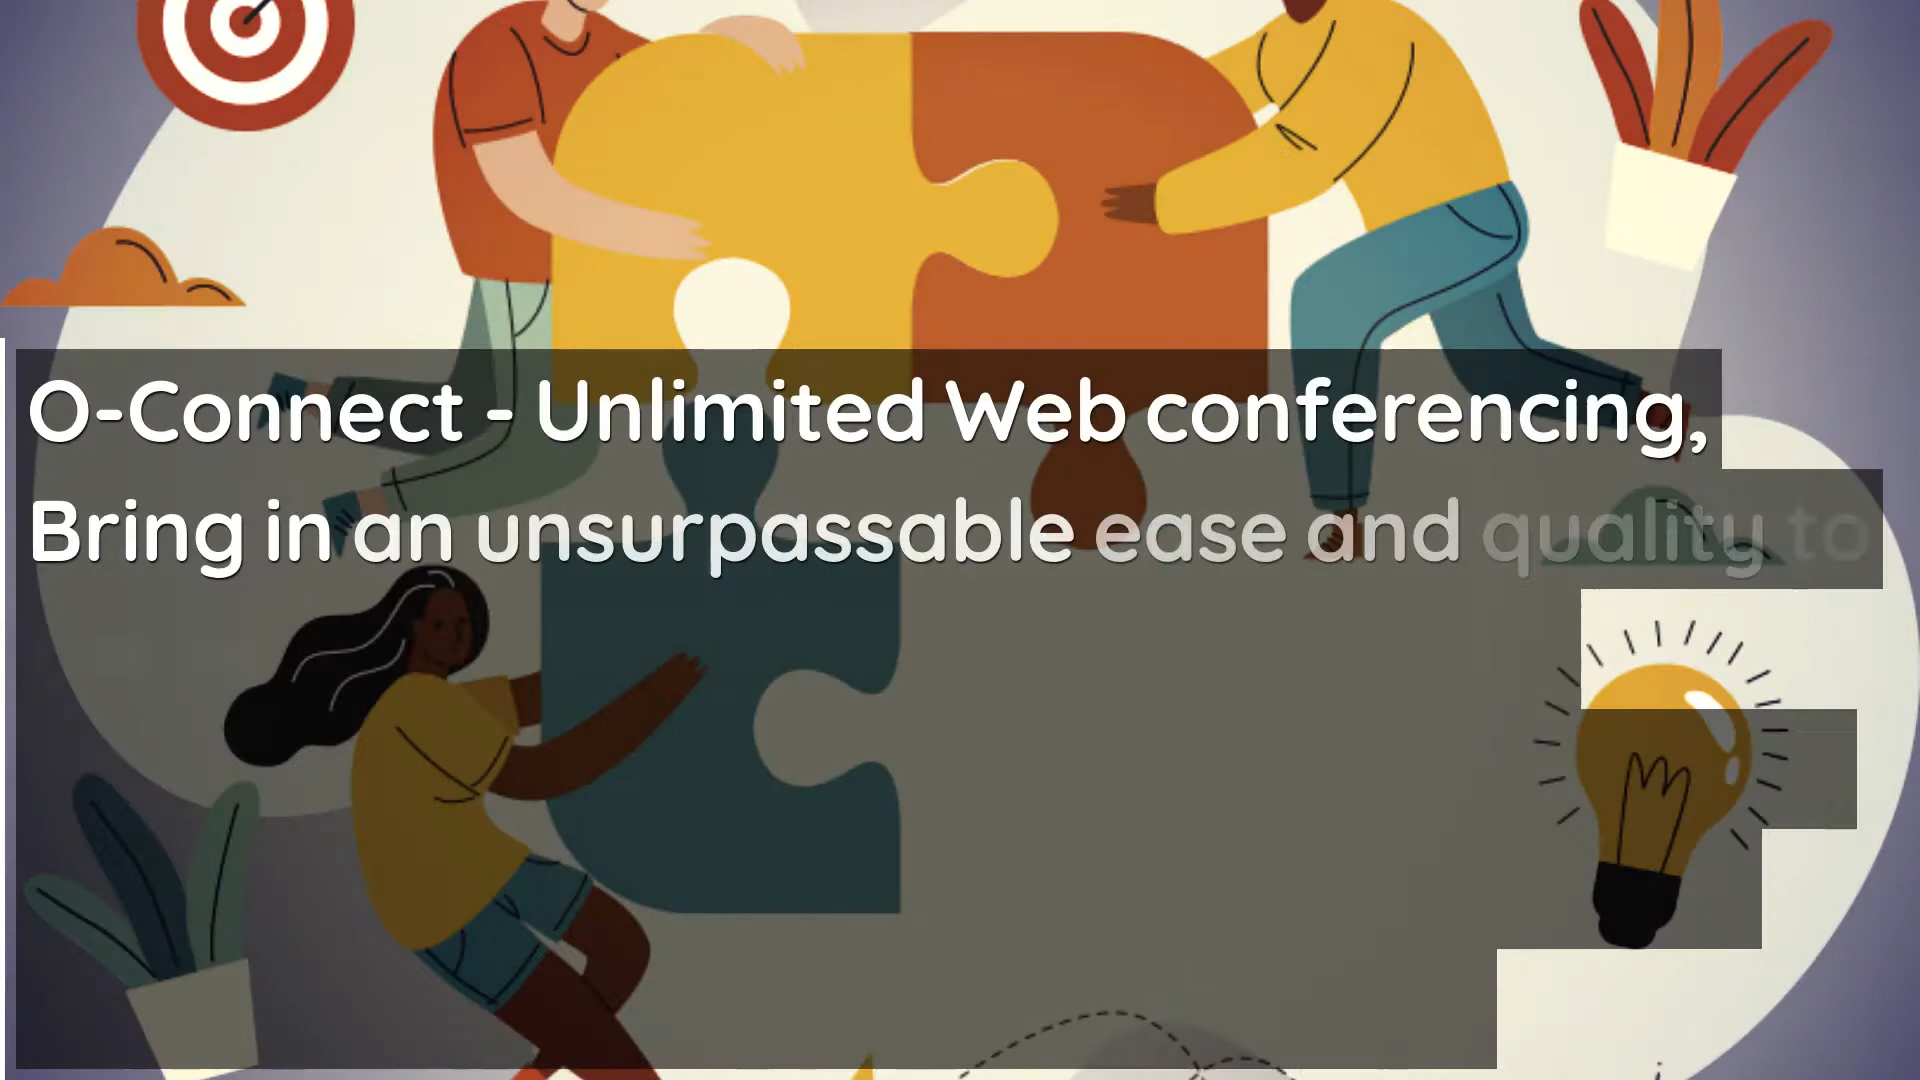 O-Connect - Unlimited Web conferencing,
Bring in an unsurpassable ease and quality to